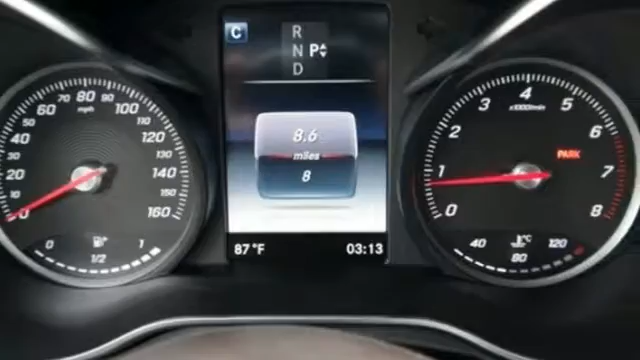 C
R
N P
D
0
20
30
40
50
60
70
80
90
100
110
120
130
140
150
160
mph
0 1/2 1
8.6
miles
8
87°F 03:13
0
1
2
3
4
5
6
7
8
x1000/min
PARK
40 80 120
°C